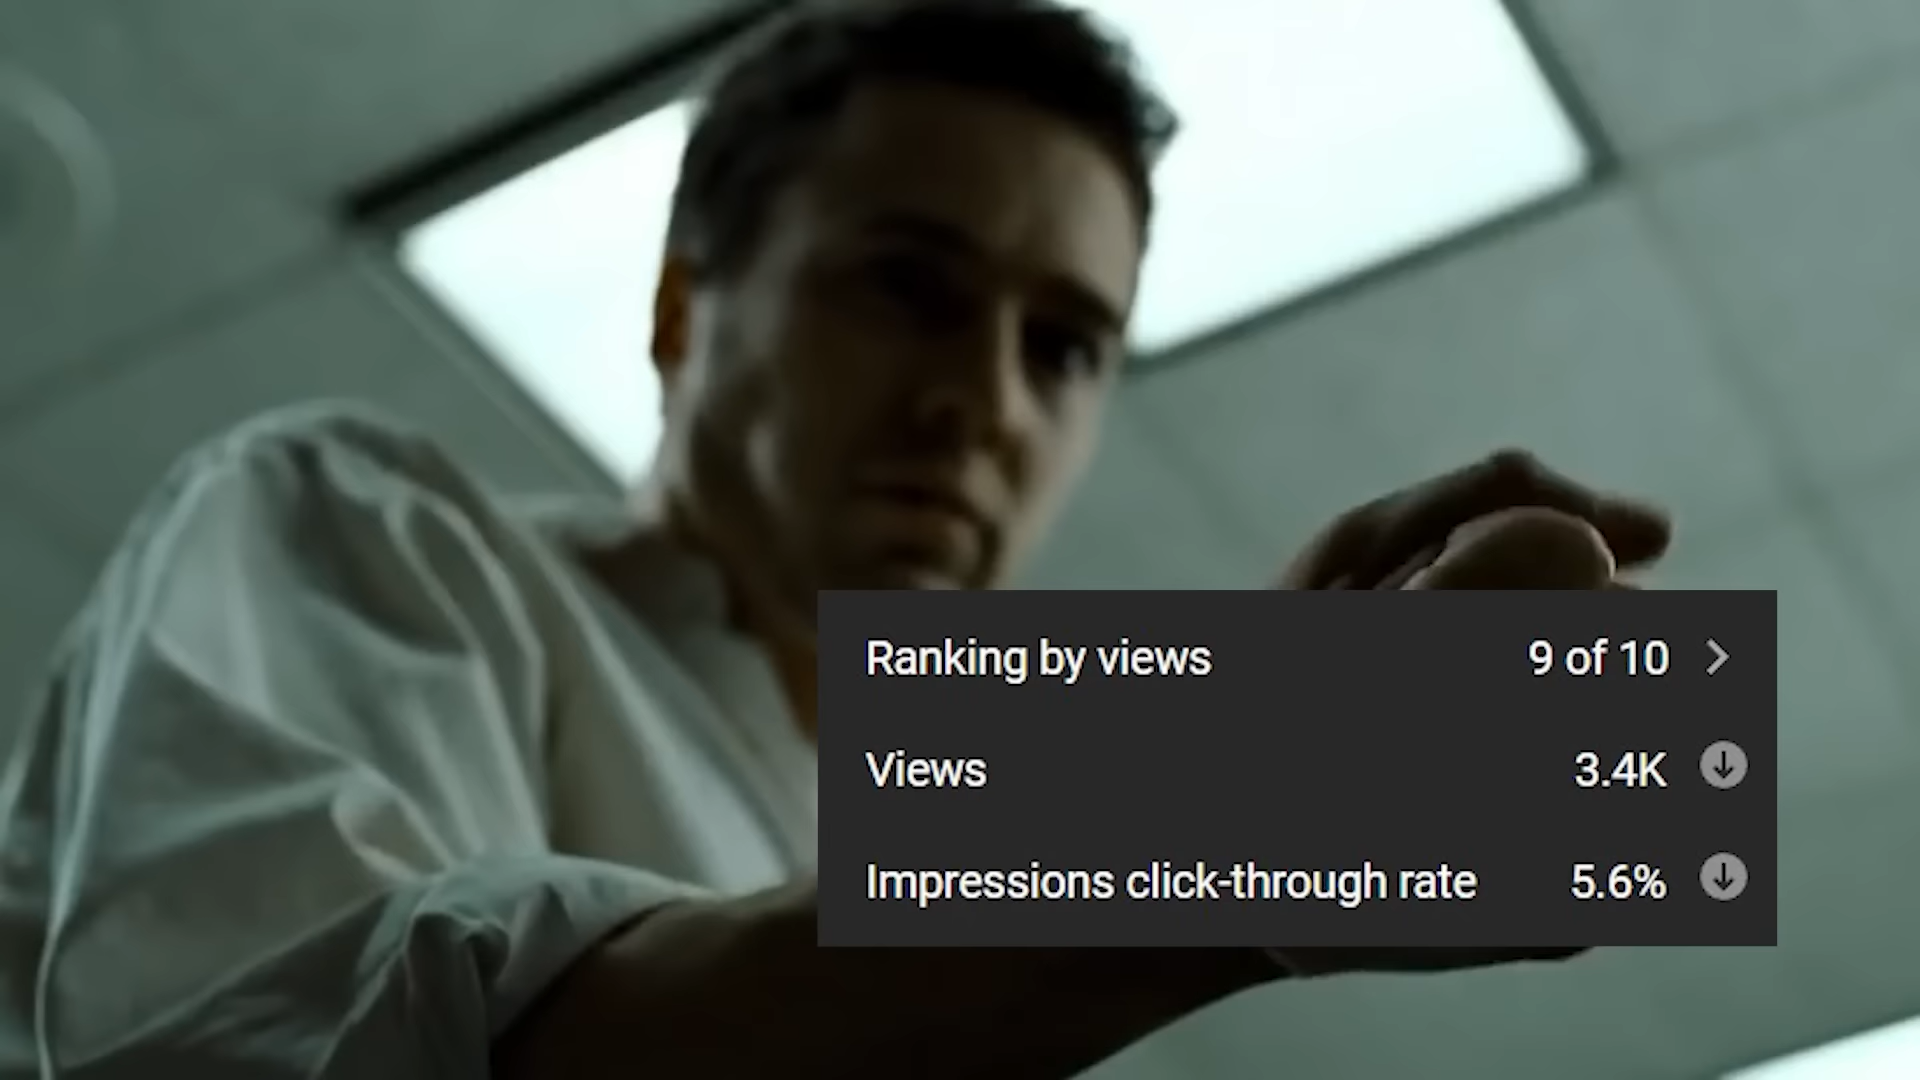 Ranking by views 9 of 10
Views 3.4K
Impressions click-through rate 5.6%